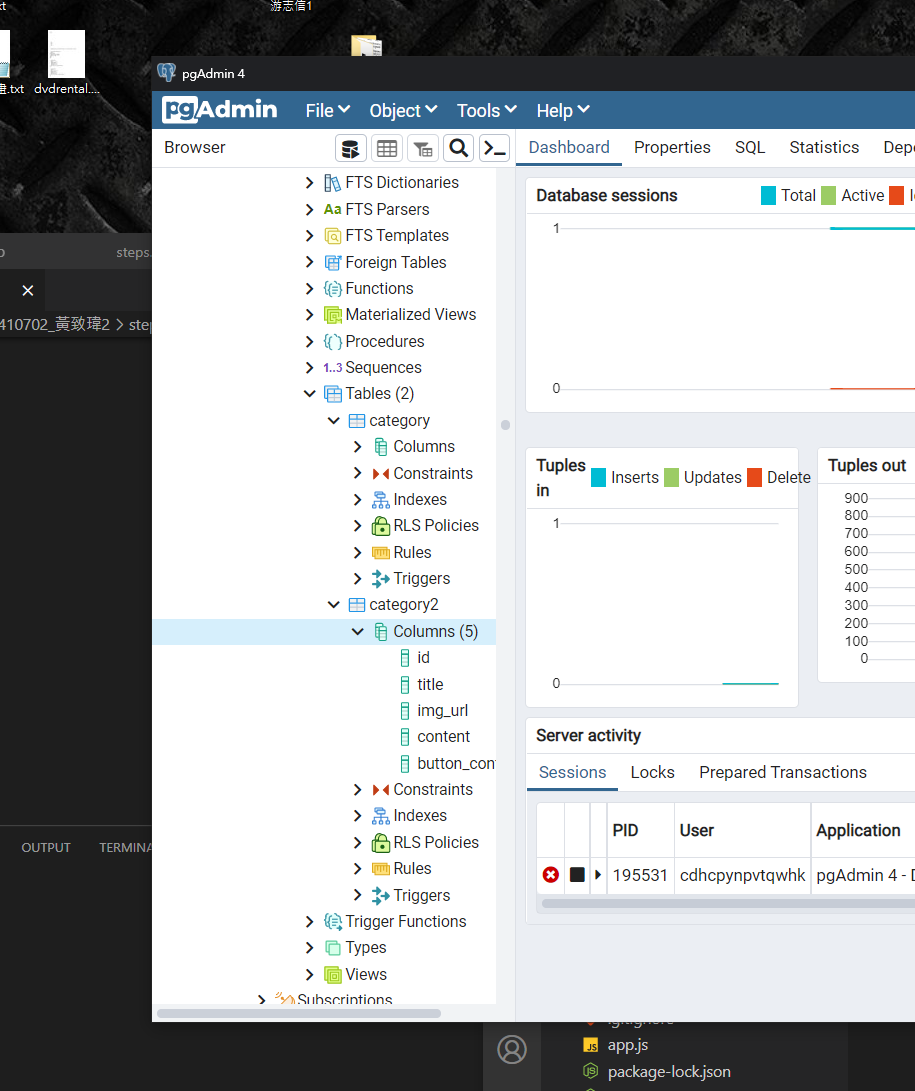 xt
游志信1
.txt
dvdrental....
pgAdmin 4
pgAdmin
File
Object
Tools
Help
Browser
Dashboard
Properties
SQL
Statistics
Depe
FTS Dictionaries
Aa FTS Parsers
FTS Templates
Foreign Tables
Functions
Materialized Views
Procedures
1..3 Sequences
Tables (2)
category
Columns
Constraints
Indexes
RLS Policies
Rules
Triggers
category2
Columns (5)
id
title
img_url
content
button_con
Constraints
Indexes
RLS Policies
Rules
Triggers
Trigger Functions
Types
Views
Subscriptions
Database sessions
Total
Active
1
0
Tuples in
Inserts
Updates
Delete
1
0
Tuples out
900
800
700
600
500
400
300
200
100
0
Server activity
Sessions
Locks
Prepared Transactions
PID
User
Application
195531
cdhcpynpvtqwhk
pgAdmin 4 - D
steps.
410702_黃致瑋2 > step
OUTPUT
TERMINA
.gitignore
JS app.js
package-lock.json